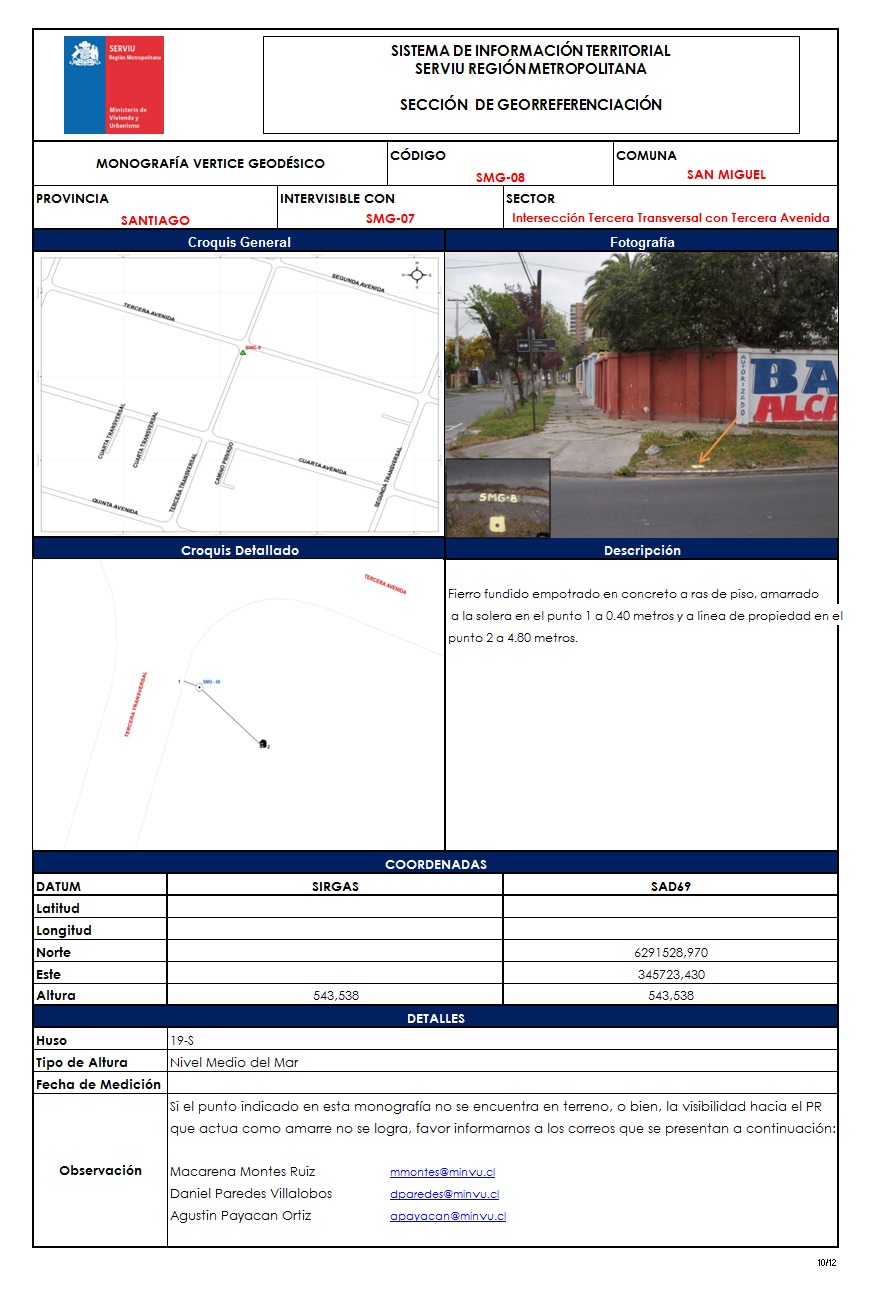 SERVIU
Región Metropolitana
Ministerio de
Vivienda y
Urbanismo
SISTEMA DE INFORMACIÓN TERRITORIAL
SERVIU REGIÓN METROPOLITANA
SECCIÓN DE GEORREFERENCIACIÓN
MONOGRAFÍA VERTICE GEODÉSICO
CÓDIGO
SMG-08
COMUNA
SAN MIGUEL
PROVINCIA
SANTIAGO
INTERVISIBLE CON
SMG-07
SECTOR
Intersección Tercera Transversal con Tercera Avenida
Croquis General
Fotografía
N
W
E
S
SEGUNDA AVENIDA
TERCERA AVENIDA
SMG-8
CUARTA TRANSVERSAL
CUARTA TRANSVERSAL
TERCERA TRANSVERSAL
CAMINO PRIVADO
CUARTA AVENIDA
SEGUNDA TRANSVERSAL
QUINTA AVENIDA
AUTORIZADO
BA
ALCA
SMG-8
Croquis Detallado
Descripción
TERCERA AVENIDA
TERCERA TRANSVERSAL
1
SMG - 08
2
Fierro fundido empotrado en concreto a ras de piso, amarrado
a la solera en el punto 1 a 0.40 metros y a linea de propiedad en el
punto 2 a 4.80 metros.
COORDENADAS
DATUM SIRGAS SAD69
Latitud
Longitud
Norte 6291528,970
Este 345723,430
Altura 543,538 543,538
DETALLES
Huso 19-S
Tipo de Altura Nivel Medio del Mar
Fecha de Medición
Observación
Si el punto indicado en esta monografía no se encuentra en terreno, o bien, la visibilidad hacia el PR
que actua como amarre no se logra, favor informarnos a los correos que se presentan a continuación:
Macarena Montes Ruiz mmontes@minvu.cl
Daniel Paredes Villalobos dparedes@minvu.cl
Agustin Payacan Ortiz apayacan@minvu.cl
10/12